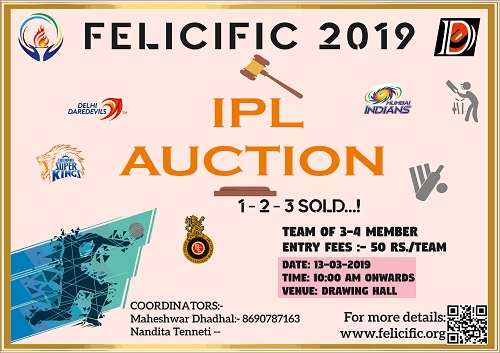 FELICIFIC 2019
DELHI
DAREDEVILS
MUMBAI
INDIANS
IPL
AUCTION
CHENNAI
SUPER
KINGS
1 - 2 - 3 SOLD...!
TEAM OF 3-4 MEMBER
ENTRY FEES :- 50 RS./TEAM
DATE: 13-03-2019
TIME: 10:00 AM ONWARDS
VENUE: DRAWING HALL
COORDINATORS:-
Maheshwar Dhadhal:- 8690787163
Nandita Tenneti --
For more details:
www.felicific.org